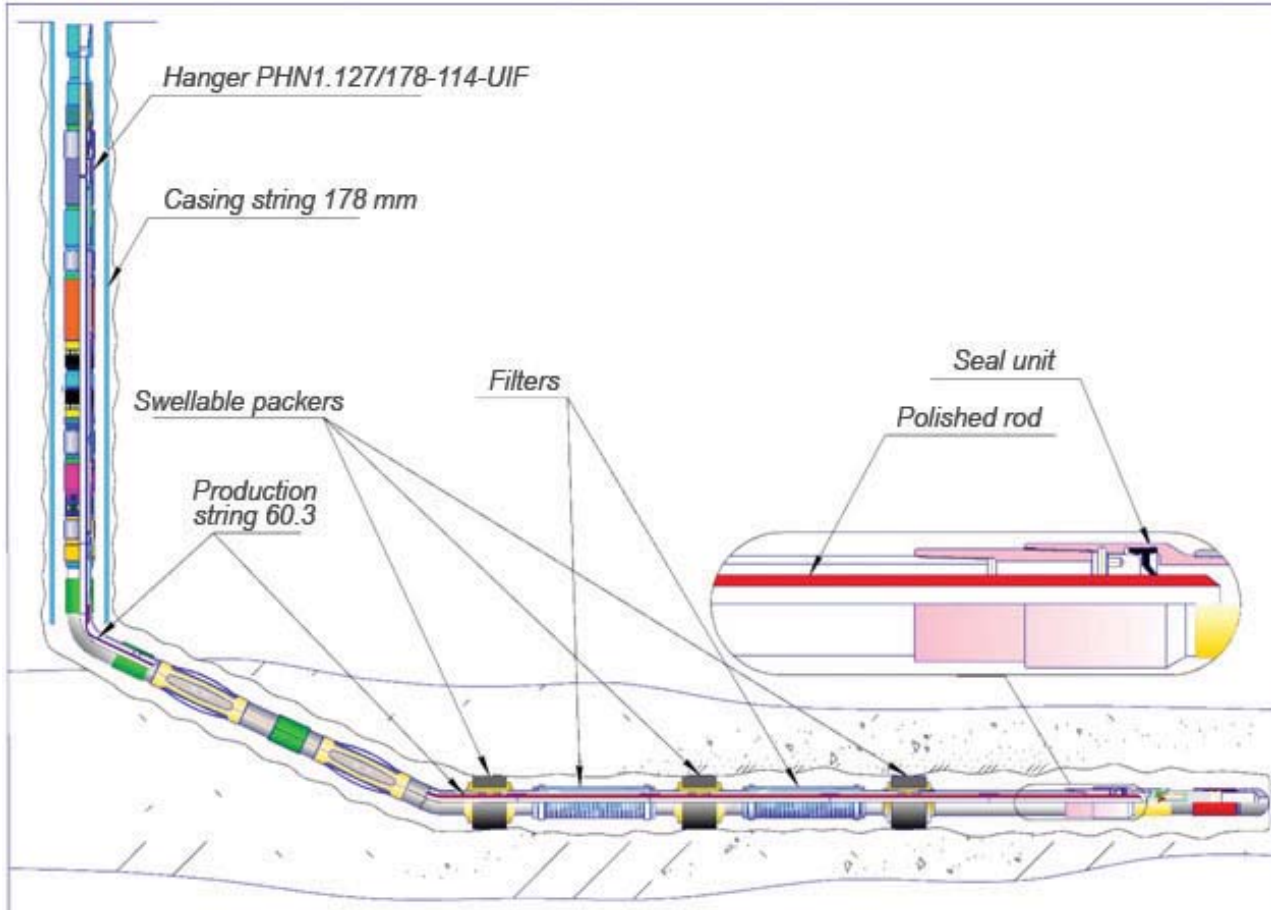 Hanger PHN1.127/178-114-UIF
Casing string 178 mm
Seal unit
Filters
Swellable packers
Polished rod
Production
string 60.3